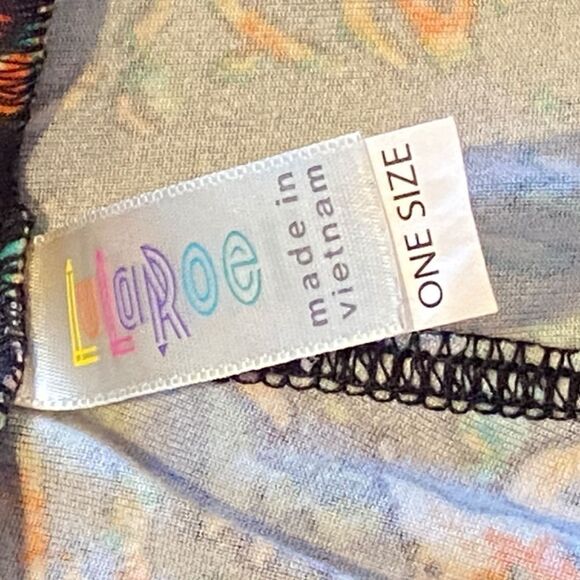 LuLaRoe
made in
vietnam
ONE SIZE